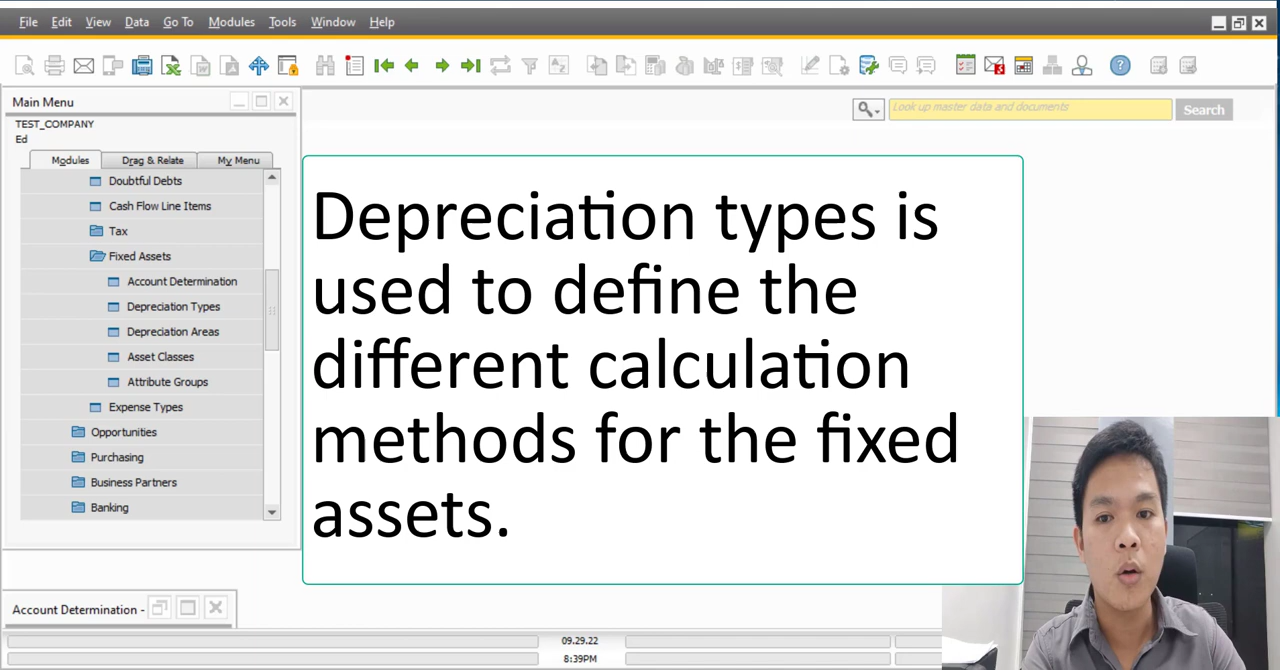 File Edit View Data Go To Modules Tools Window Help
Main Menu
Look up master data and documents
Search
TEST_COMPANY
Ed
Modules Drag & Relate My Menu
Doubtful Debts
Cash Flow Line Items
Tax
Fixed Assets
Account Determination
Depreciation Types
Depreciation Areas
Asset Classes
Attribute Groups
Expense Types
Opportunities
Purchasing
Business Partners
Banking
Depreciation types is
used to define the
different calculation
methods for the fixed
assets.
Account Determination -
09.29.22
8:39PM